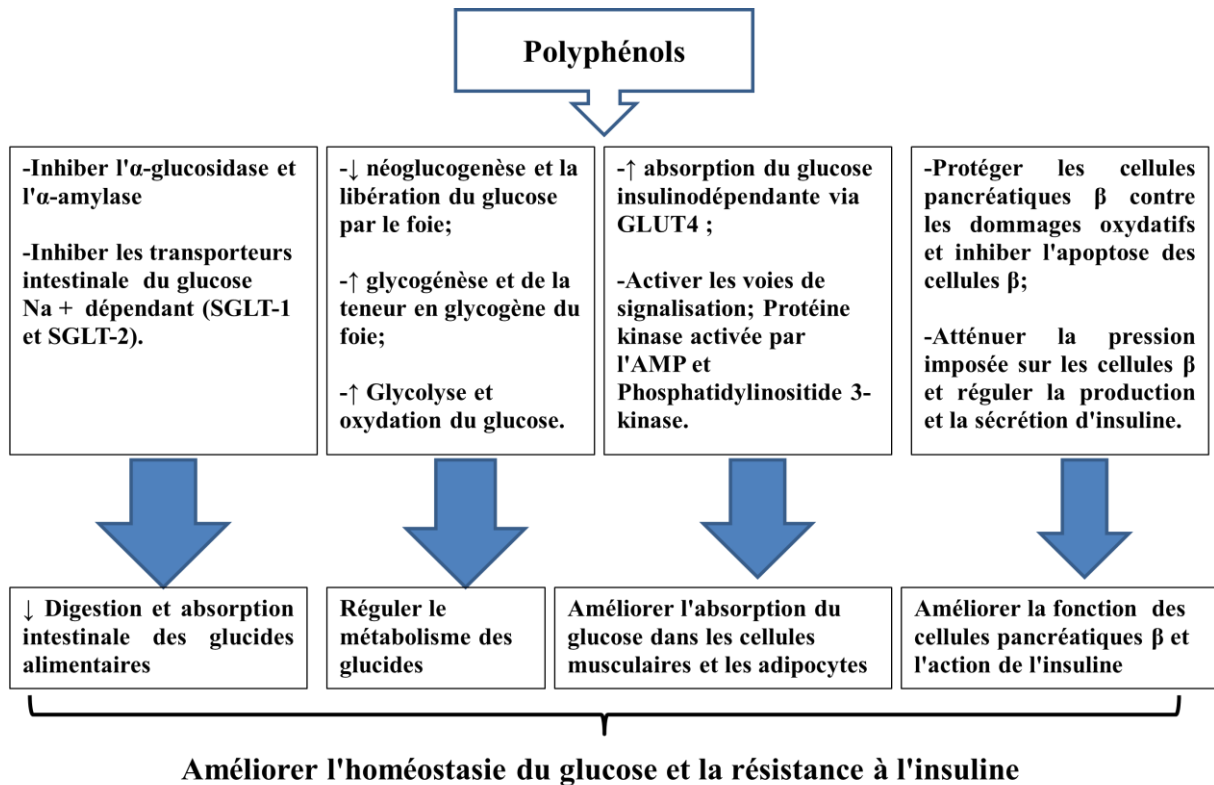 Polyphénols
-Inhiber l'α-glucosidase et
l'α-amylase
-Inhiber les transporteurs
intestinale du glucose
Na + dépendant (SGLT-1
et SGLT-2).
-↓ néoglucogenèse et la
libération du glucose
par le foie;
-↑ glycogénèse et de la
teneur en glycogène du
foie;
-↑ Glycolyse et
oxydation du glucose.
-↑ absorption du glucose
insulinodépendante via
GLUT4 ;
-Activer les voies de
signalisation; Protéine
kinase activée par
l'AMP et
Phosphatidylinositide 3-
kinase.
-Protéger les cellules
pancréatiques β contre
les dommages oxydatifs
et inhiber l'apoptose des
cellules β;
-Atténuer la pression
imposée sur les cellules β
et réguler la production
et la sécrétion d'insuline.
↓ Digestion et absorption
intestinale des glucides
alimentaires
Réguler le
métabolisme des
glucides
Améliorer l'absorption du
glucose dans les cellules
musculaires et les adipocytes
Améliorer la fonction des
cellules pancréatiques β et
l'action de l'insuline
Améliorer l'homéostasie du glucose et la résistance à l'insuline